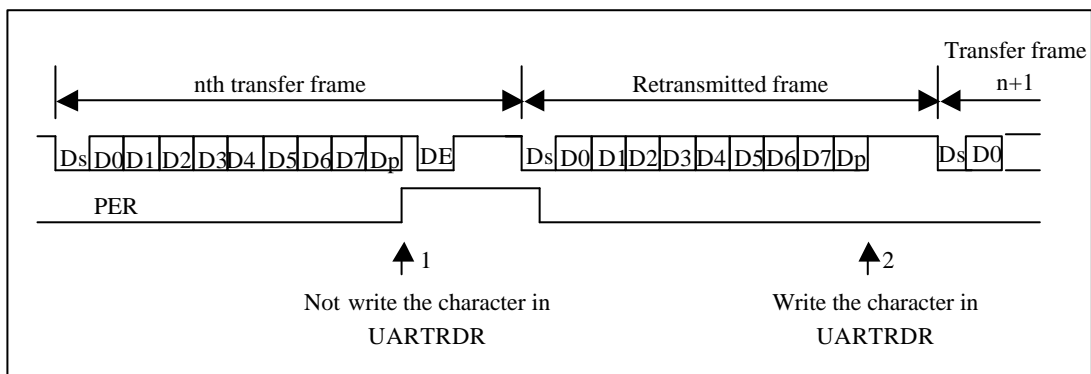 Transfer frame
nth transfer frame Retransmitted frame n+1
Ds D0 D1 D2 D3 D4 D5 D6 D7 Dp DE Ds D0 D1 D2 D3 D4 D5 D6 D7 Dp Ds D0
PER
1 2
Not write the character in Write the character in
UARTRDR UARTRDR